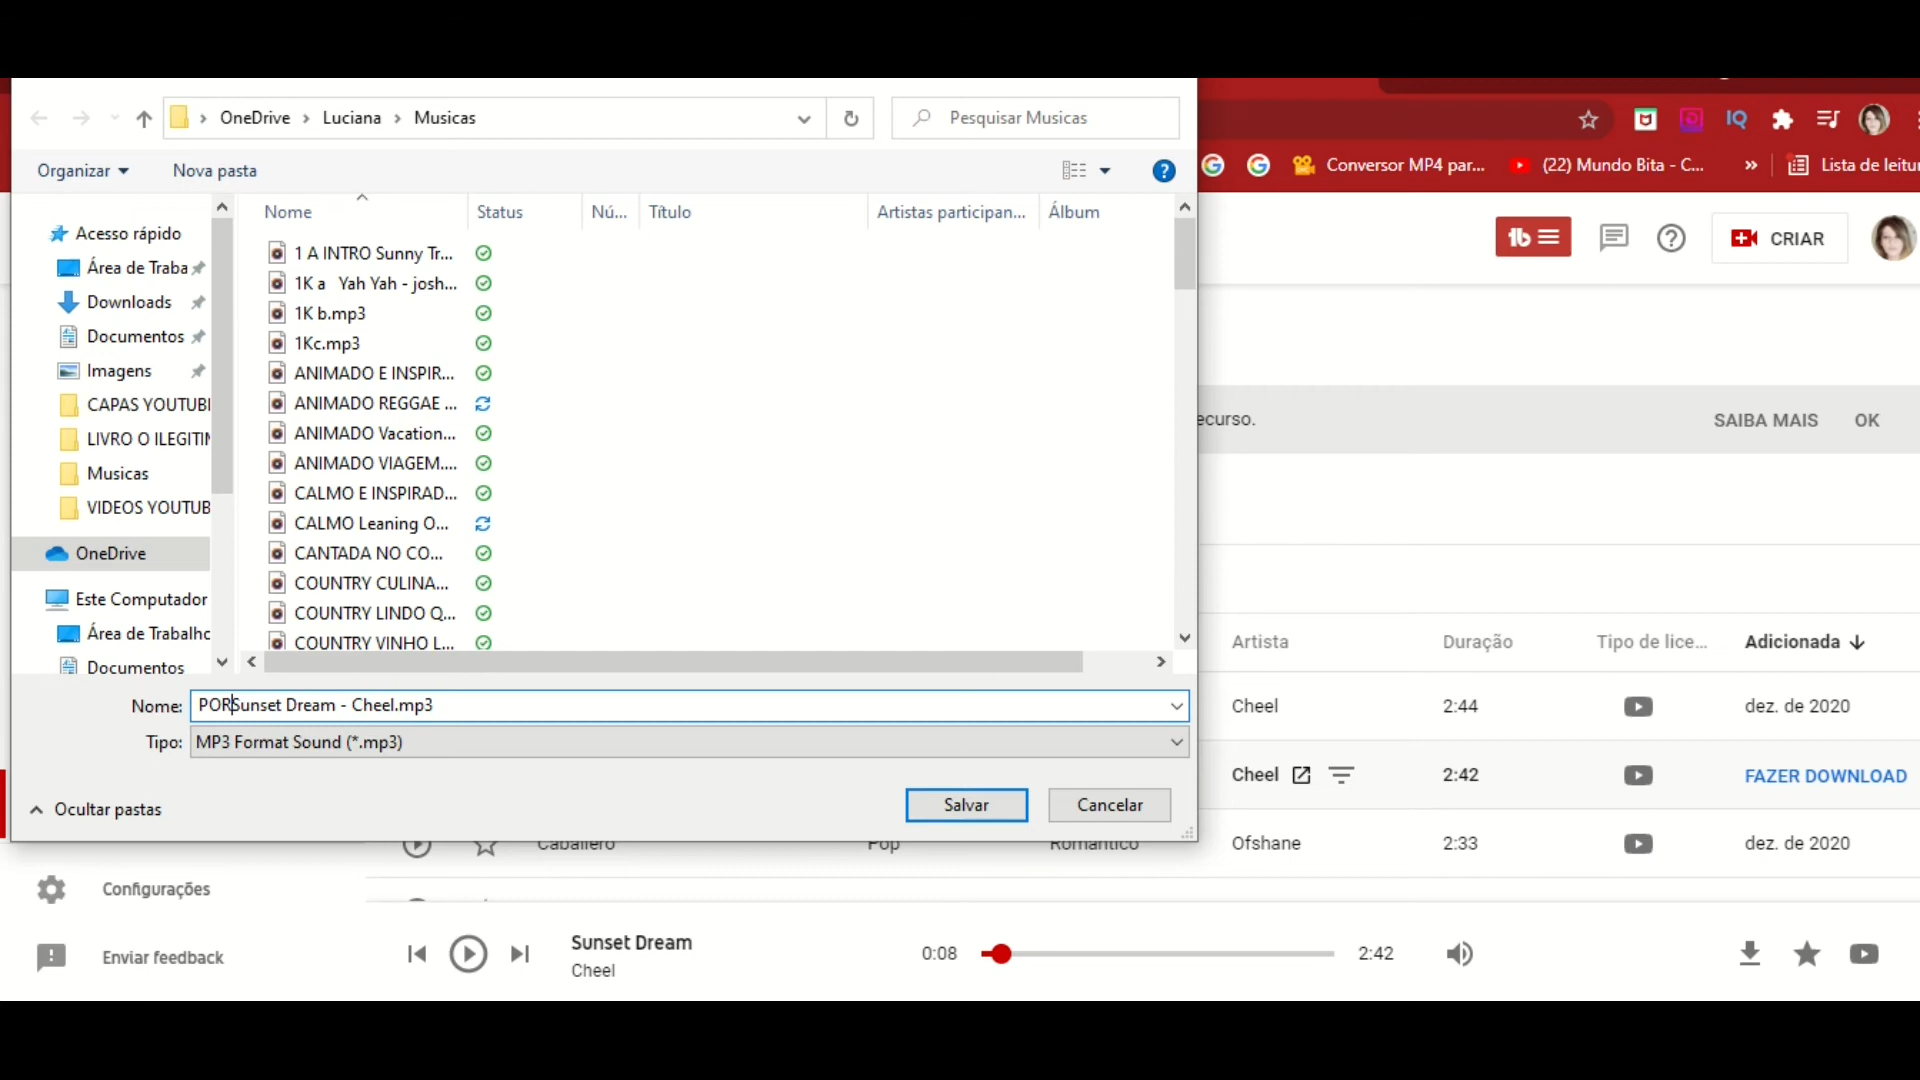 OneDrive > Luciana > Musicas
Pesquisar Musicas
Organizar
Nova pasta
Conversor MP4 par...
(22) Mundo Bita - C...
»
Nome
Status
Nú...
Título
Artistas participan...
Álbum
Acesso rápido
Área de Traba
Downloads
Documentos
Imagens
CAPAS YOUTUBI
LIVRO O ILEGITIN
Musicas
VIDEOS YOUTUB
OneDrive
Este Computador
Área de Trabalho
Documentos
1 A INTRO Sunny Tr...
1K a Yah Yah - josh...
1K b.mp3
1Kc.mp3
ANIMADO E INSPIR...
ANIMADO REGGAE ...
ANIMADO Vacation...
ANIMADO VIAGEM....
CALMO E INSPIRAD...
CALMO Leaning O...
CANTADA NO CO...
COUNTRY CULINA...
COUNTRY LINDO Q...
COUNTRY VINHO L...
Nome: PORSunset Dream - Cheel.mp3
Tipo: MP3 Format Sound (*.mp3)
Ocultar pastas
Salvar
Cancelar
IQ
Lista de leitur
tb
CRIAR
ecurso.
SAIBA MAIS
OK
Artista
Duração
Tipo de lice...
Adicionada
Cheel
2:44
dez. de 2020
Cheel
2:42
FAZER DOWNLOAD
Caballero
Pop
Romântico
Ofshane
2:33
dez. de 2020
Configurações
Enviar feedback
Sunset Dream
Cheel
0:08
2:42